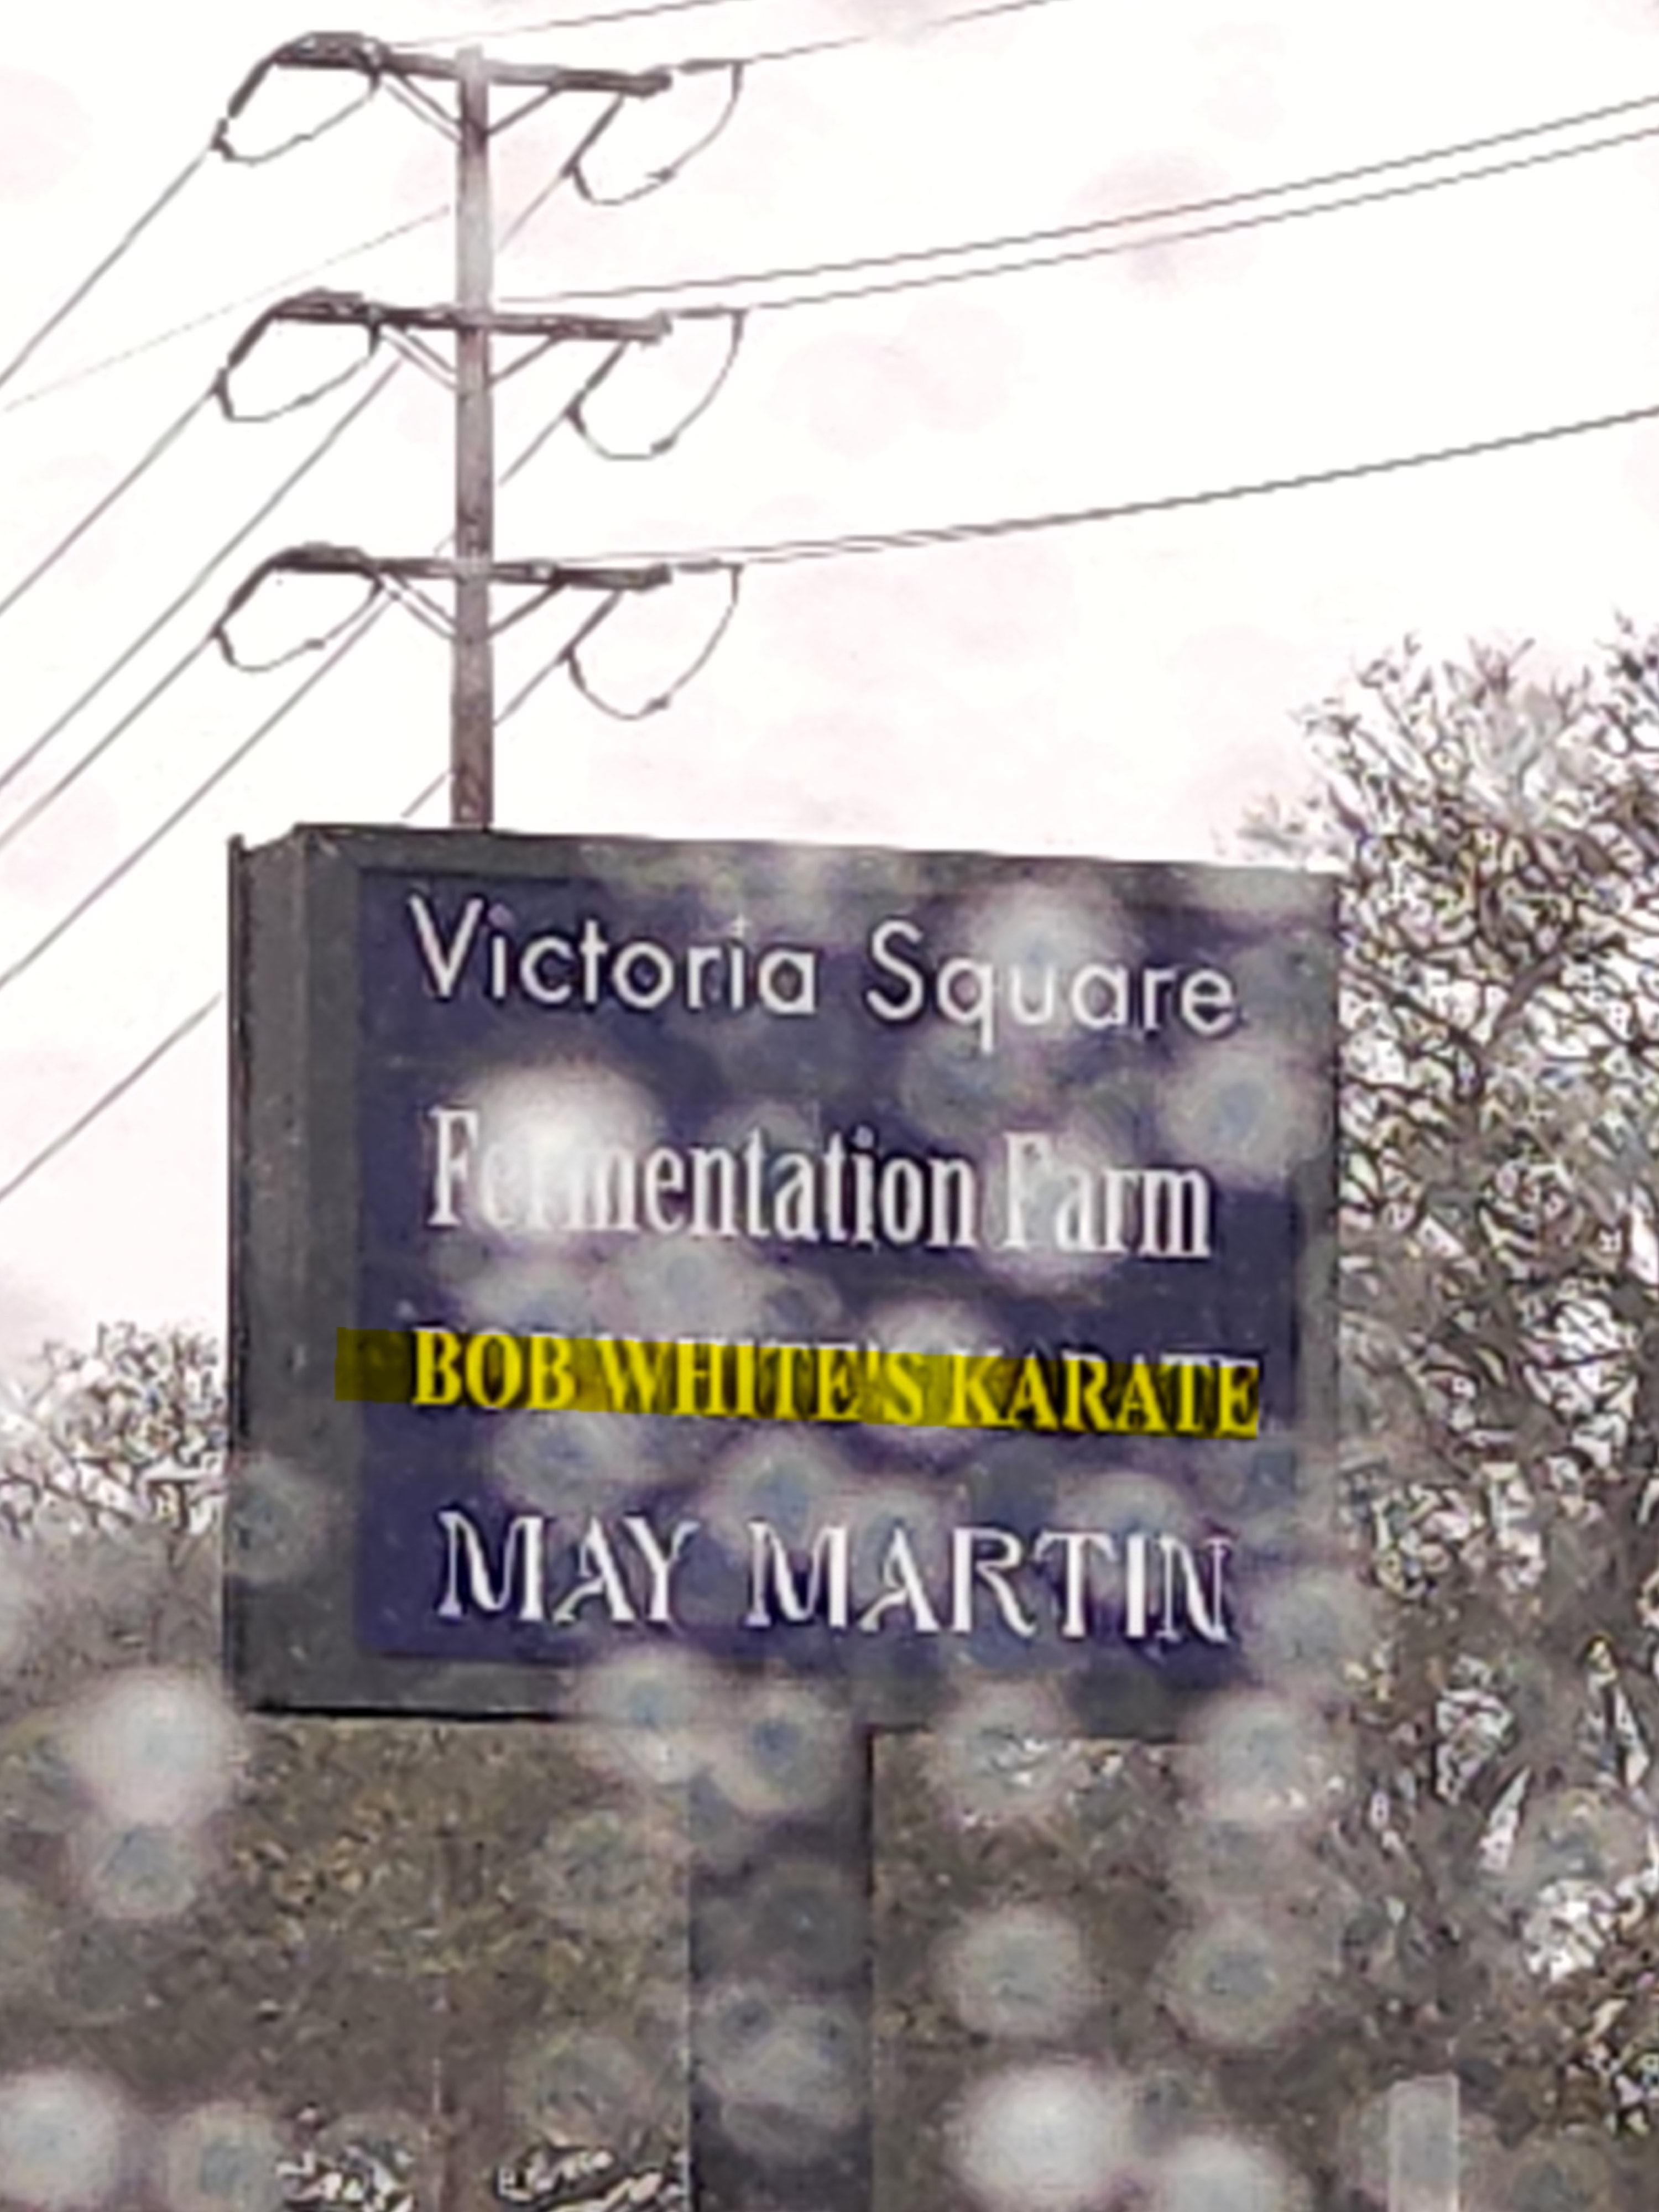 Victoria Square
Fermentation Farm
BOB WHITE'S KARATE
MAY MARTIN